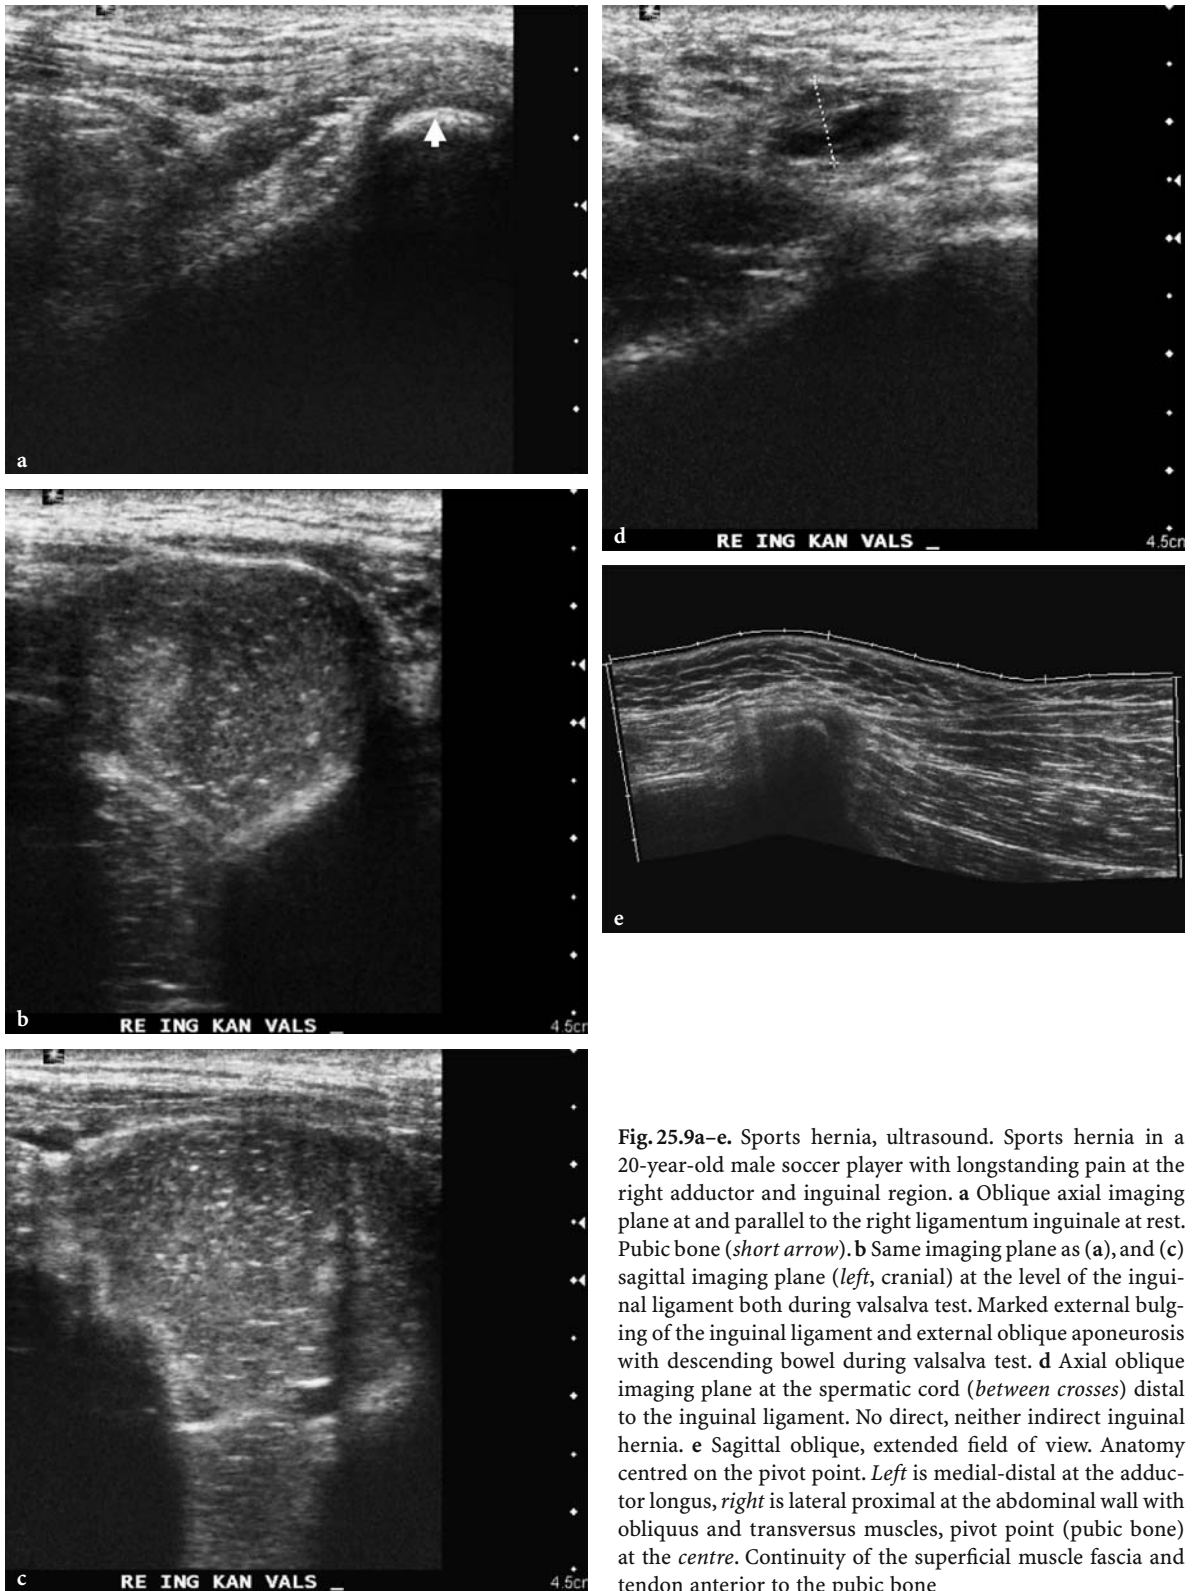 a
RE ING KAN VALS _
b
4.5cm
RE ING KAN VALS _
c
4.5cm
RE ING KAN VALS _
d
4.5cm
e
Fig. 25.9a–e. Sports hernia, ultrasound. Sports hernia in a
20-year-old male soccer player with longstanding pain at the
right adductor and inguinal region. a Oblique axial imaging
plane at and parallel to the right ligamentum inguinale at rest.
Pubic bone (short arrow). b Same imaging plane as (a), and (c)
sagittal imaging plane (left, cranial) at the level of the ingui-
nal ligament both during valsalva test. Marked external bulg-
ing of the inguinal ligament and external oblique aponeurosis
with descending bowel during valsalva test. d Axial oblique
imaging plane at the spermatic cord (between crosses) distal
to the inguinal ligament. No direct, neither indirect inguinal
hernia. e Sagittal oblique, extended field of view. Anatomy
centred on the pivot point. Left is medial-distal at the adduc-
tor longus, right is lateral proximal at the abdominal wall with
obliquus and transversus muscles, pivot point (pubic bone)
at the centre. Continuity of the superficial muscle fascia and
tendon anterior to the pubic bone